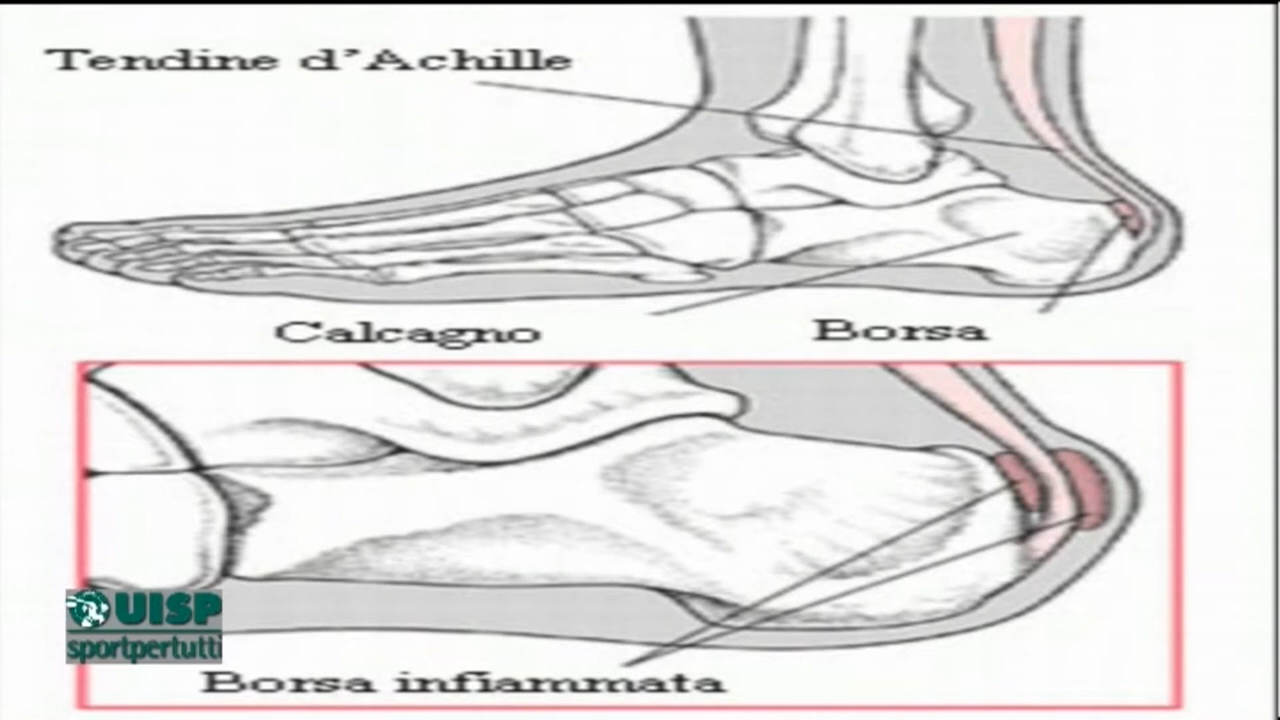 Tendine d'Achille
Calcagno
Borsa
UISP
sportpertutti
Borsa infiammata